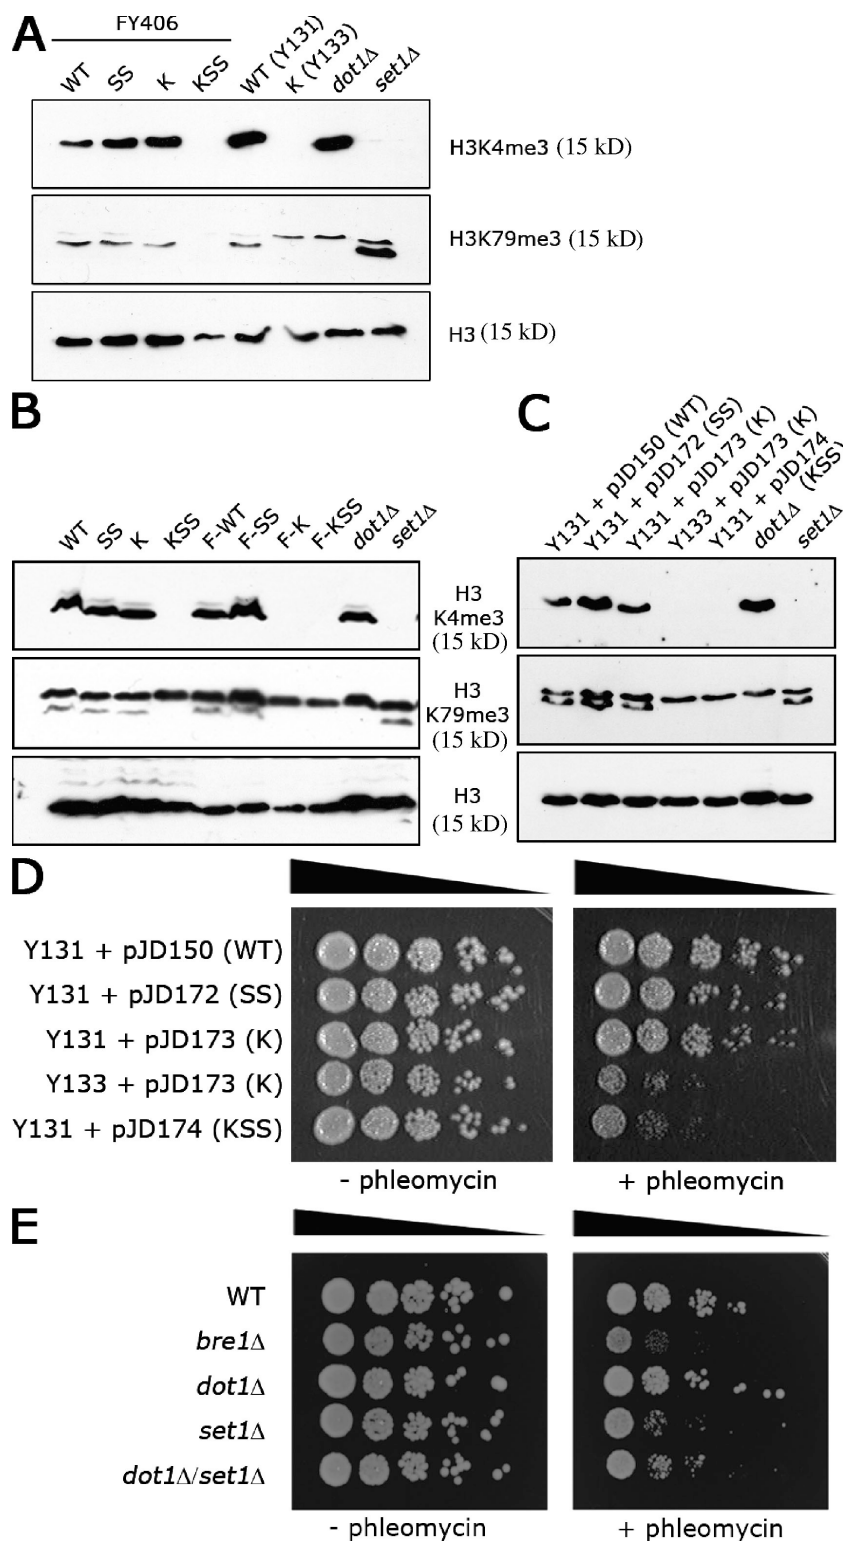 A
FY406
WT SS K KSS WT (Y131) K (Y133) dot1Δ set1Δ
H3K4me3 (15 kD)
H3K79me3 (15 kD)
H3 (15 kD)
B
WT SS K KSS F-WT F-SS F-K F-KSS dot1Δ set1Δ
H3
K4me3
(15 kD)
H3
K79me3
(15 kD)
H3
(15 kD)
C
Y131 + pJD150 (WT)
Y131 + pJD172 (SS)
Y131 + pJD173 (K)
Y133 + pJD173 (K)
Y131 + pJD174
(KSS)
dot1Δ
set1Δ
D
Y131 + pJD150 (WT)
Y131 + pJD172 (SS)
Y131 + pJD173 (K)
Y133 + pJD173 (K)
Y131 + pJD174 (KSS)
- phleomycin
+ phleomycin
E
WT
bre1Δ
dot1Δ
set1Δ
dot1Δ/set1Δ
- phleomycin
+ phleomycin